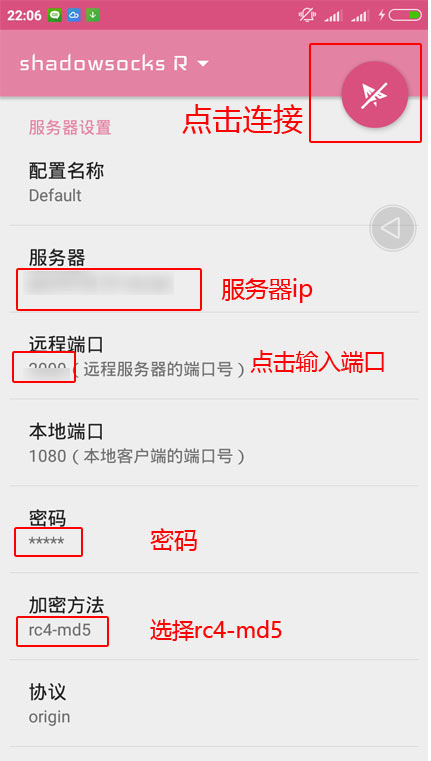 22:06
shadowsocks R
点击连接
服务器设置
配置名称
Default
服务器
服务器ip
远程端口
(远程服务器的端口号)
点击输入端口
本地端口
1080(本地客户端的端口号)
密码
*****
密码
加密方法
rc4-md5
选择rc4-md5
协议
origin